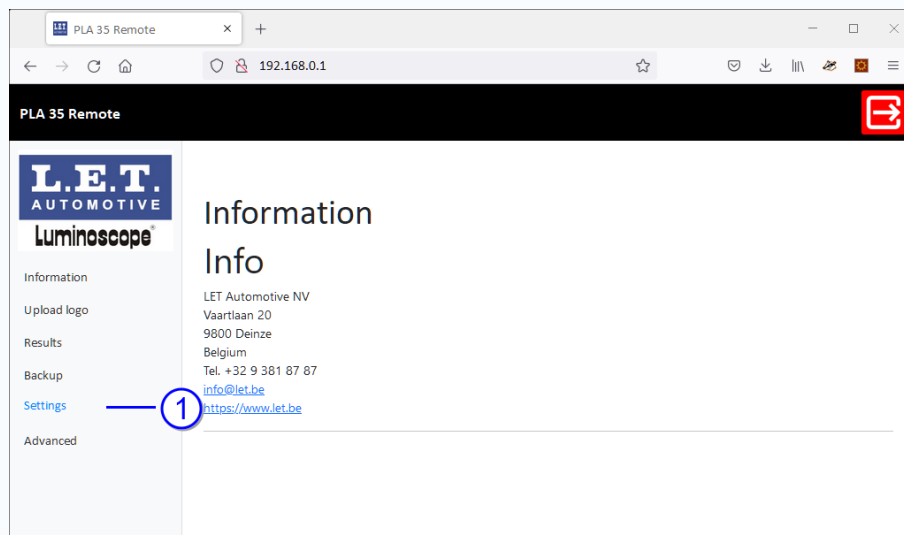 PLA 35 Remote
192.168.0.1
PLA 35 Remote
L.E.T.
AUTOMOTIVE
Luminoscope®
Information
Upload logo
Results
Backup
Settings
Advanced
1
Information
Info
LET Automotive NV
Vaartlaan 20
9800 Deinze
Belgium
Tel. +32 9 381 87 87
info@let.be
https://www.let.be